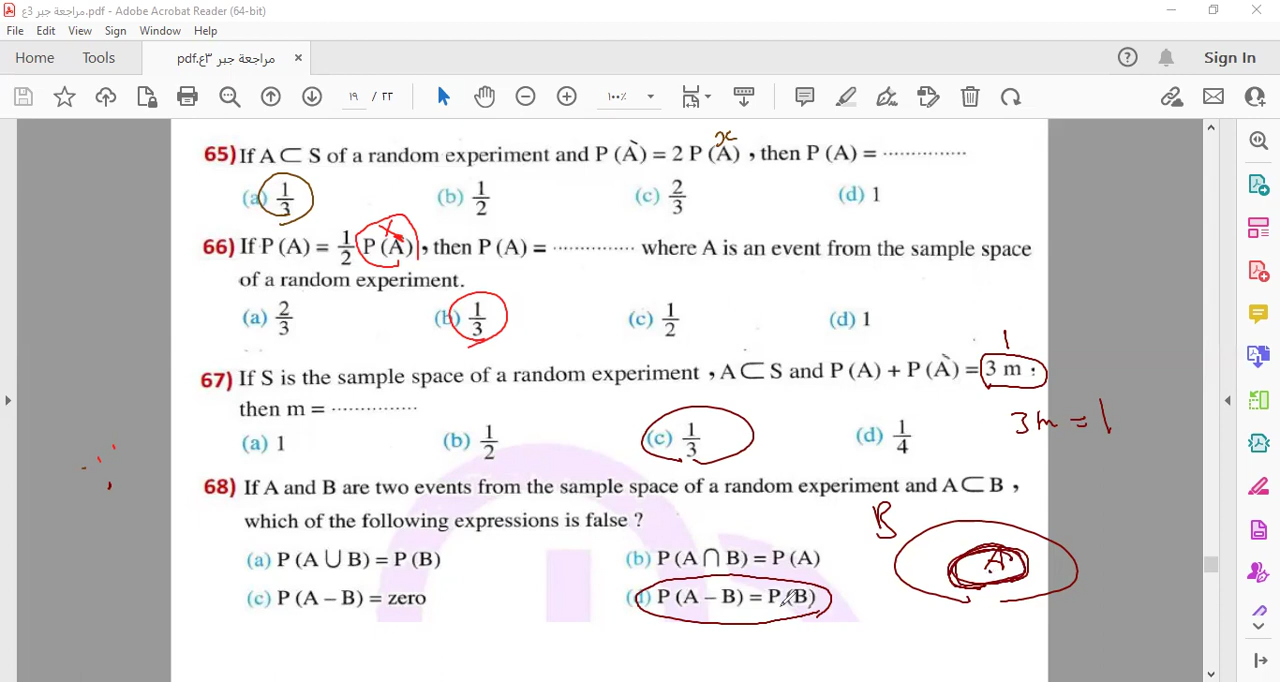 مراجعة جبر 3ع.pdf - Adobe Acrobat Reader (64-bit)
File Edit View Sign Window Help
Home Tools مراجعة جبر ٣ع.pdf × Sign In
١٩ / ٢٢ ١٠٠٪
x
65) If A ⊂ S of a random experiment and P (À) = 2 P (A) , then P (A) = ..............
(a) 1/3 (b) 1/2 (c) 2/3 (d) 1
x
66) If P (A) = 1/2 P (À) , then P (A) = .............. where A is an event from the sample space
of a random experiment.
(a) 2/3 (b) 1/3 (c) 1/2 (d) 1
1
67) If S is the sample space of a random experiment , A ⊂ S and P (A) + P (À) = 3 m ,
then m = ..............
3m = 1
(a) 1 (b) 1/2 (c) 1/3 (d) 1/4
68) If A and B are two events from the sample space of a random experiment and A ⊂ B ,
which of the following expressions is false ?
B
A
(a) P (A ∪ B) = P (B) (b) P (A ∩ B) = P (A)
(c) P (A – B) = zero (d) P (A – B) = P (B)